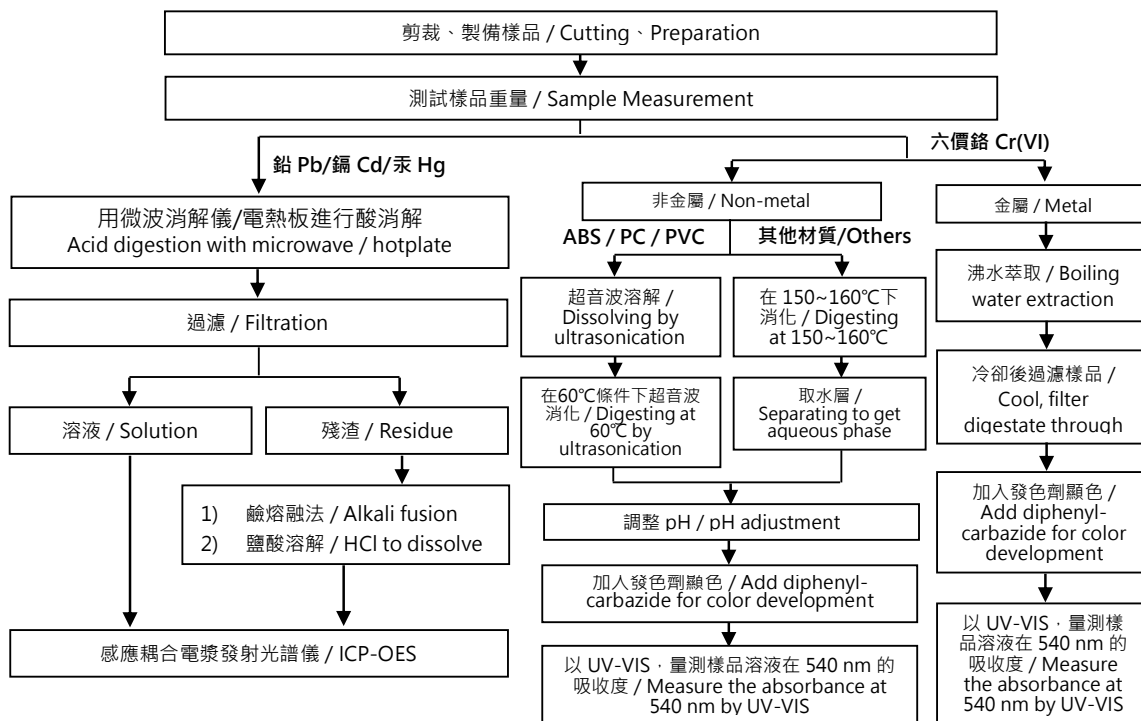 剪裁、製備樣品 / Cutting、Preparation
測試樣品重量 / Sample Measurement
鉛 Pb/鎘 Cd/汞 Hg
六價鉻 Cr(VI)
用微波消解儀/電熱板進行酸消解
Acid digestion with microwave / hotplate
過濾 / Filtration
溶液 / Solution
殘渣 / Residue
1) 鹼熔融法 / Alkali fusion
2) 鹽酸溶解 / HCl to dissolve
感應耦合電漿發射光譜儀 / ICP-OES
非金屬 / Non-metal
ABS / PC / PVC
其他材質/Others
超音波溶解 /
Dissolving by
ultrasonication
在 150~160℃下
消化 / Digesting
at 150~160℃
在60℃條件下超音波
消化 / Digesting at
60℃ by
ultrasonication
取水層 /
Separating to get
aqueous phase
調整 pH / pH adjustment
加入發色劑顯色 / Add diphenyl-
carbazide for color development
以 UV-VIS，量測樣品溶液在 540 nm 的
吸收度 / Measure the absorbance at
540 nm by UV-VIS
金屬 / Metal
沸水萃取 / Boiling
water extraction
冷卻後過濾樣品 /
Cool, filter
digestate through
加入發色劑顯色 /
Add diphenyl-
carbazide for color
development
以 UV-VIS，量測樣
品溶液在 540 nm 的
吸收度 / Measure
the absorbance at
540 nm by UV-VIS